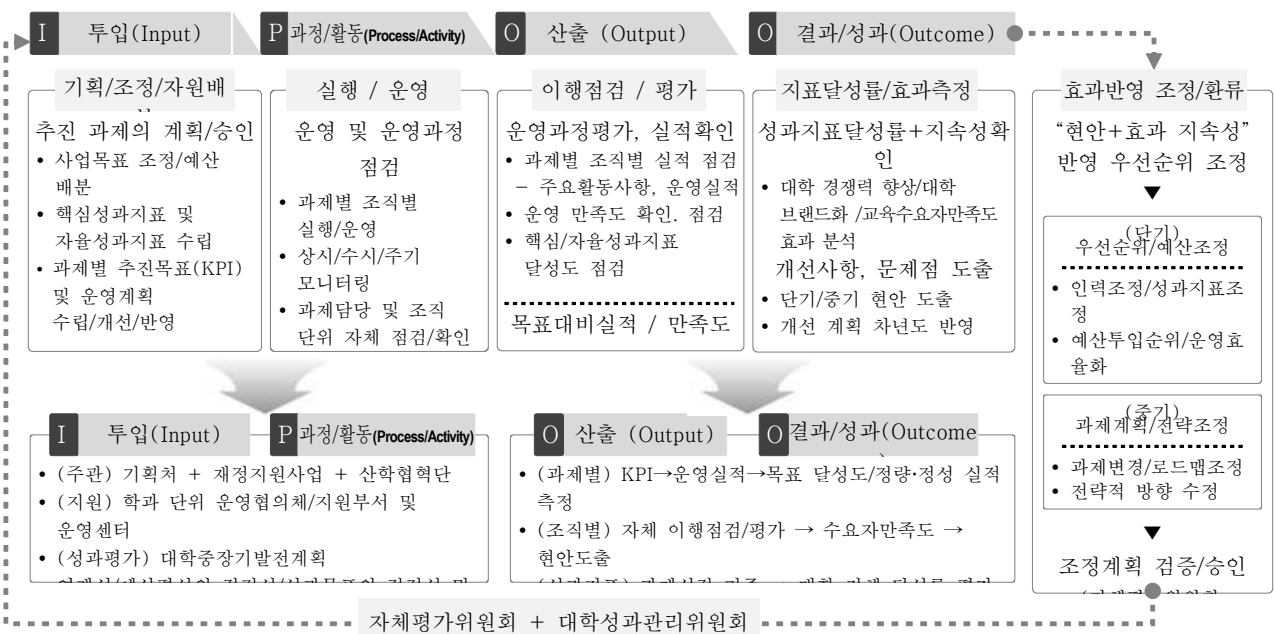 I 투입(Input)
P 과정/활동(Process/Activity)
O 산출 (Output)
O 결과/성과(Outcome)
기획/조정/자원배
추진 과제의 계획/승인
• 사업목표 조정/예산
배분
• 핵심성과지표 및
자율성과지표 수립
• 과제별 추진목표(KPI)
및 운영계획
수립/개선/반영
실행 / 운영
운영 및 운영과정
점검
• 과제별 조직별
실행/운영
• 상시/수시/주기
모니터링
• 과제담당 및 조직
단위 자체 점검/확인
이행점검 / 평가
운영과정평가, 실적확인
• 과제별 조직별 실적 점검
− 주요활동사항, 운영실적
• 운영 만족도 확인. 점검
• 핵심/자율성과지표
달성도 점검
목표대비실적 / 만족도
지표달성률/효과측정
성과지표달성률+지속성확
인
• 대학 경쟁력 향상/대학
브랜드화 /교육수요자만족도
효과 분석
개선사항, 문제점 도출
• 단기/중기 현안 도출
• 개선 계획 차년도 반영
효과반영 조정/환류
“현안+효과 지속성”
반영 우선순위 조정
▼
(단기)
우선순위/예산조정
• 인력조정/성과지표조
정
• 예산투입순위/운영효
율화
(중기)
과제계획/전략조정
• 과제변경/로드맵조정
• 전략적 방향 수정
▼
조정계획 검증/승인
I 투입(Input)
P 과정/활동(Process/Activity)
• (주관) 기획처 + 재정지원사업 + 산학협혁단
• (지원) 학과 단위 운영협의체/지원부서 및
운영센터
• (성과평가) 대학중장기발전계획
O 산출 (Output)
O 결과/성과(Outcome
• (과제별) KPI→운영실적→목표 달성도/정량·정성 실적
측정
• (조직별) 자체 이행점검/평가 → 수요자만족도 →
현안도출
자체평가위원회 + 대학성과관리위원회